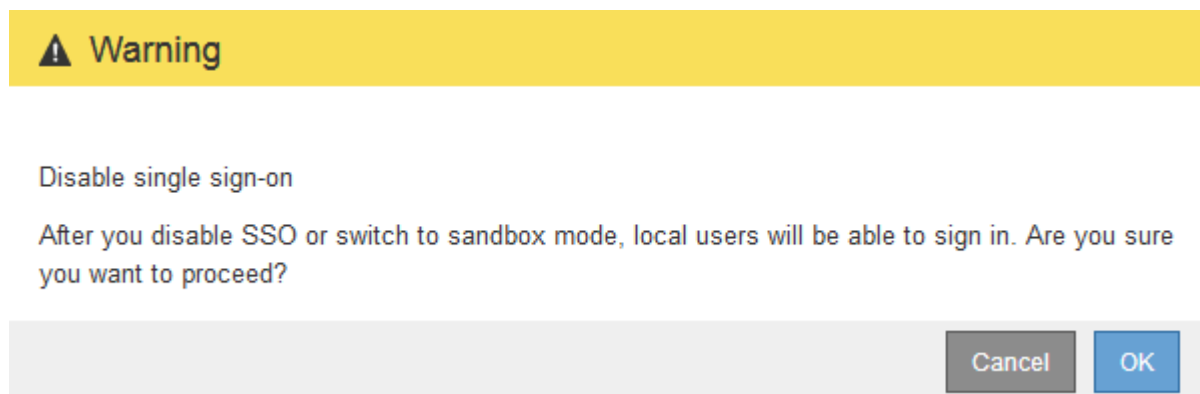 Warning
Disable single sign-on
After you disable SSO or switch to sandbox mode, local users will be able to sign in. Are you sure
you want to proceed?
Cancel OK